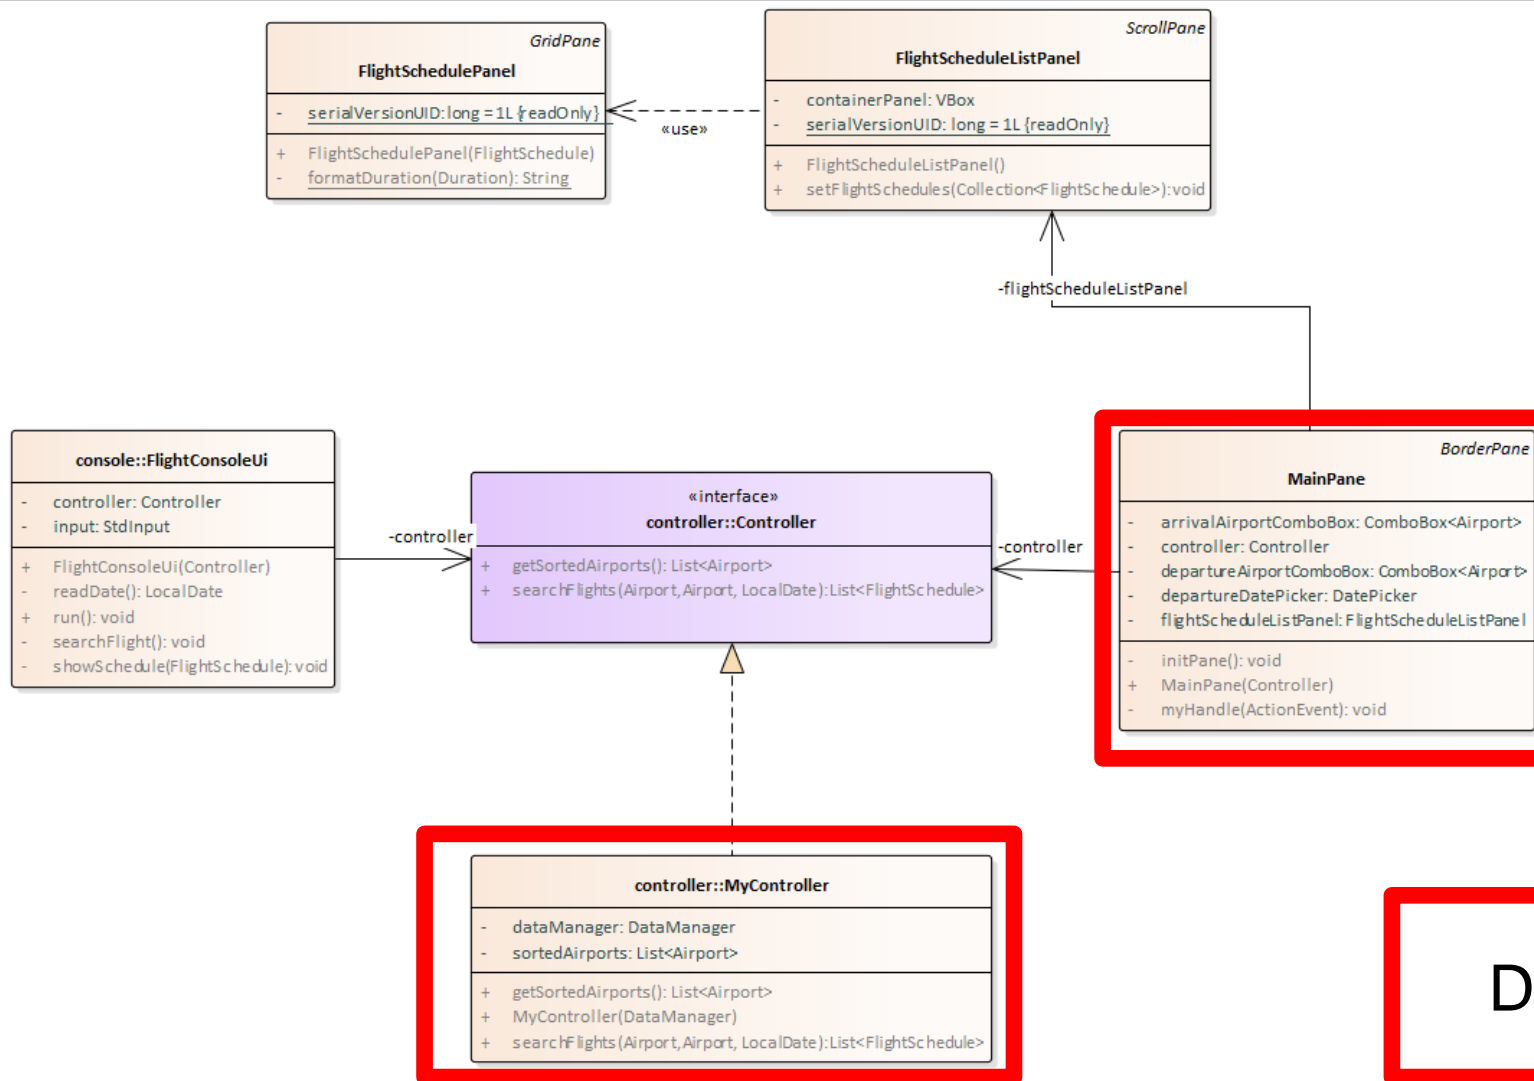 GridPane
FlightSchedulePanel
- serialVersionUID: long = 1L {readOnly}
+ FlightSchedulePanel(FlightSchedule)
- formatDuration(Duration): String
«use»
ScrollPane
FlightScheduleListPanel
- containerPanel: VBox
- serialVersionUID: long = 1L {readOnly}
+ FlightScheduleListPanel()
+ setFlightSchedules(Collection<FlightSchedule>): void
-flightScheduleListPanel
console::FlightConsoleUi
- controller: Controller
- input: StdInput
+ FlightConsoleUi(Controller)
- readDate(): LocalDate
+ run(): void
- searchFlight(): void
- showSchedule(FlightSchedule): void
-controller
«interface»
controller::Controller
+ getSortedAirports(): List<Airport>
+ searchFlights(Airport, Airport, LocalDate): List<FlightSchedule>
-controller
BorderPane
MainPane
- arrivalAirportComboBox: ComboBox<Airport>
- controller: Controller
- departureAirportComboBox: ComboBox<Airport>
- departureDatePicker: DatePicker
- flightScheduleListPanel: FlightScheduleListPanel
- initPane(): void
+ MainPane(Controller)
- myHandle(ActionEvent): void
controller::MyController
- dataManager: DataManager
- sortedAirports: List<Airport>
+ getSortedAirports(): List<Airport>
+ MyController(DataManager)
+ searchFlights(Airport, Airport, LocalDate): List<FlightSchedule>
D